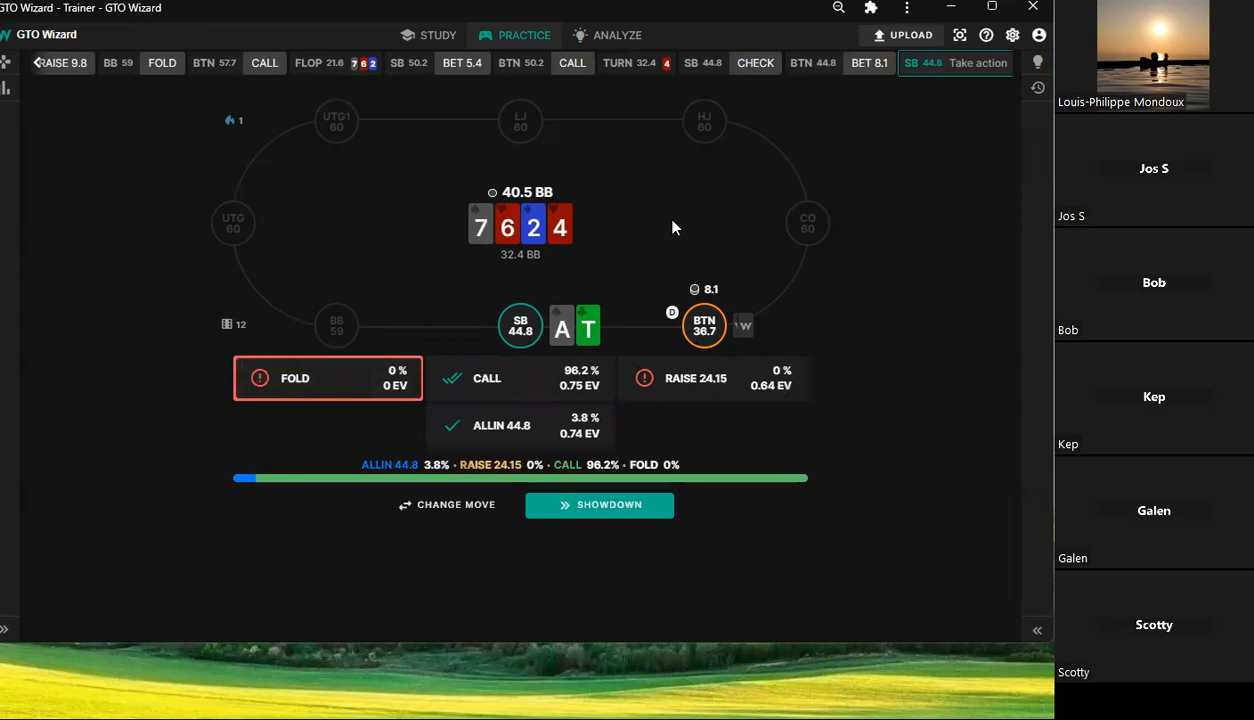 GTO Wizard - Trainer - GTO Wizard
GTO Wizard
STUDY
PRACTICE
ANALYZE
UPLOAD
RAISE 9.8 BB 59 FOLD BTN 57.7 CALL FLOP 21.6 7 6 2 SB 50.2 BET 5.4 BTN 50.2 CALL TURN 32.4 4 SB 44.8 CHECK BTN 44.8 BET 8.1 SB 44.8 Take action
1
UTG1
60
LJ
60
HJ
60
40.5 BB
7 6 2 4
32.4 BB
UTG
60
CO
60
8.1
12
BB
59
SB
44.8
A T
D
BTN
36.7
W
FOLD 0 %
0 EV
CALL 96.2 %
0.75 EV
RAISE 24.15 0 %
0.64 EV
ALLIN 44.8 3.8 %
0.74 EV
ALLIN 44.8 3.8% · RAISE 24.15 0% · CALL 96.2% · FOLD 0%
CHANGE MOVE
SHOWDOWN
Louis-Philippe Mondoux
Jos S
Jos S
Bob
Bob
Kep
Kep
Galen
Galen
Scotty
Scotty